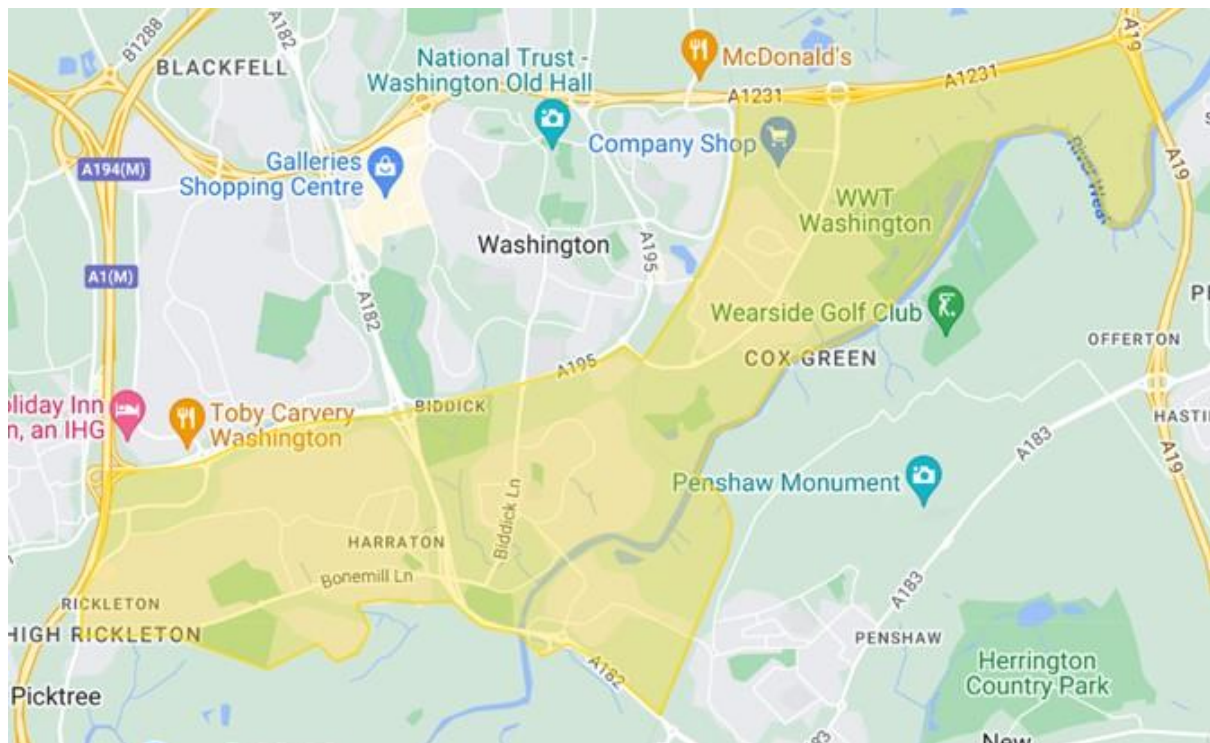 B1288
A182
A19
BLACKFELL
National Trust -
Washington Old Hall
McDonald's
A1231
A1231
Company Shop
Galleries
Shopping Centre
A194(M)
River Wear
A19
WWT
Washington
Washington
A195
A1(M)
A182
Wearside Golf Club
COX GREEN
OFFERTON
A195
oliday Inn
n, an IHG
Toby Carvery
Washington
BIDDICK
HASTI
A183
A19
Penshaw Monument
Biddick Ln
HARRATON
Bonemill Ln
A183
RICKLETON
HIGH RICKLETON
PENSHAW
A182
Herrington
Country Park
Picktree
New